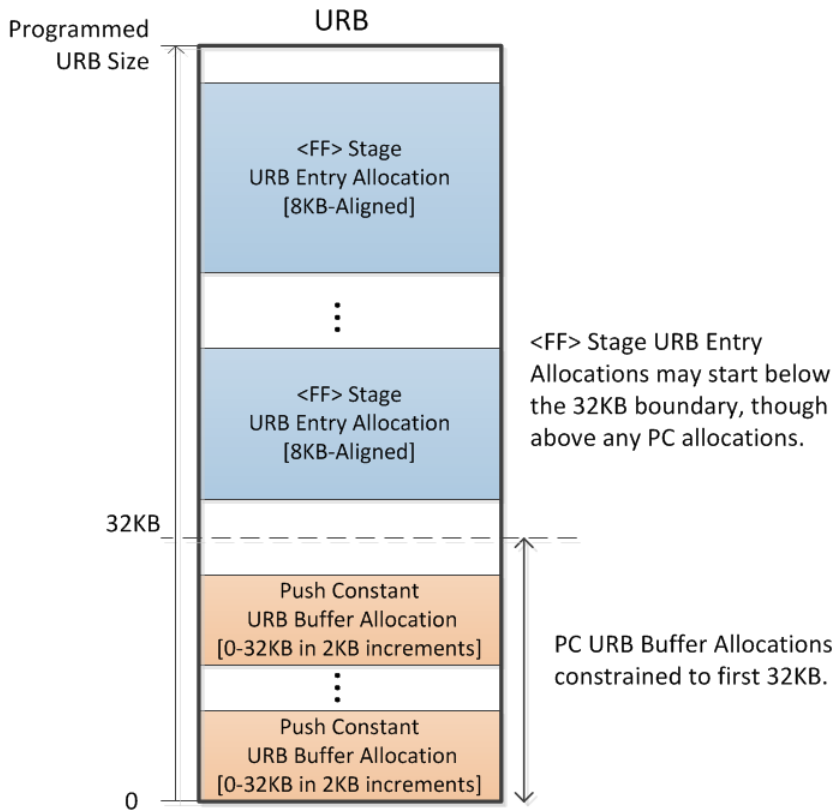 URB
Programmed
URB Size
<FF> Stage
URB Entry Allocation
[8KB-Aligned]
⋮
<FF> Stage
URB Entry Allocation
[8KB-Aligned]
<FF> Stage URB Entry
Allocations may start below
the 32KB boundary, though
above any PC allocations.
32KB
Push Constant
URB Buffer Allocation
[0-32KB in 2KB increments]
⋮
Push Constant
URB Buffer Allocation
[0-32KB in 2KB increments]
PC URB Buffer Allocations
constrained to first 32KB.
0